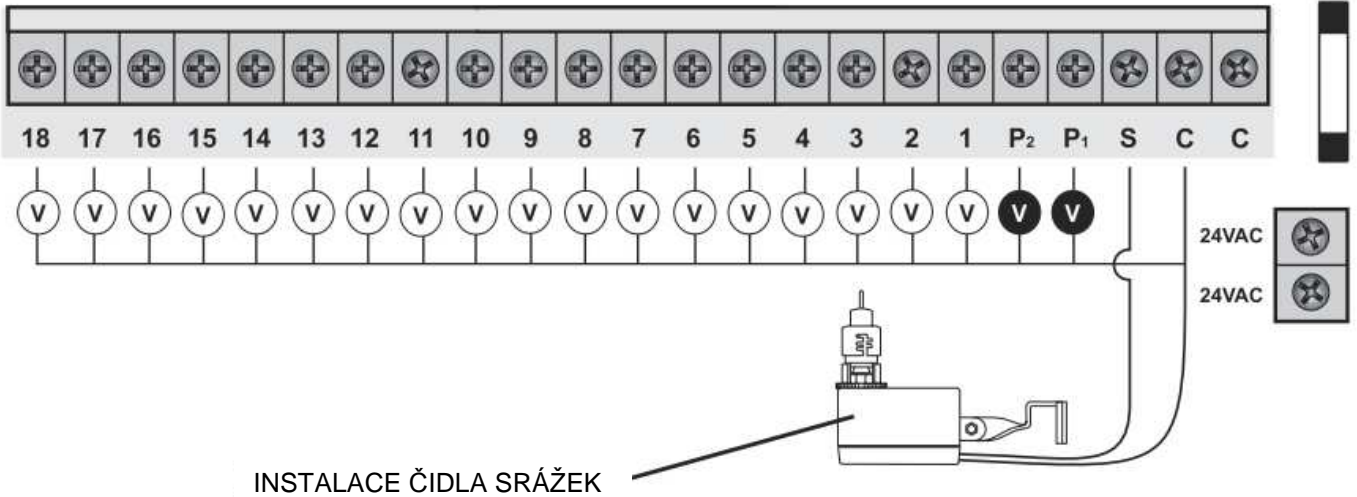 18 17 16 15 14 13 12 11 10 9 8 7 6 5 4 3 2 1 P₂ P₁ S C C
V V V V V V V V V V V V V V V V V V V V
24VAC
24VAC
INSTALACE ČIDLA SRÁŽEK